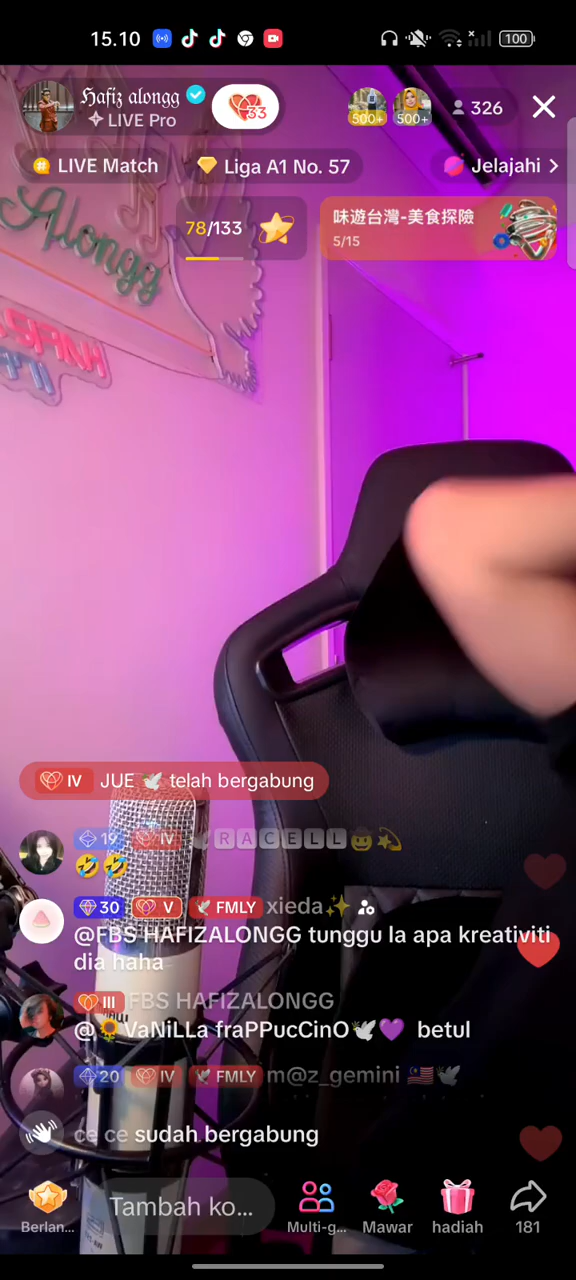 15.10
100
Hafiz alongg
LIVE Pro
33
500+
500+
326
LIVE Match
Liga A1 No. 57
Jelajahi >
Alongg
78/133
味遊台灣-美食探險
5/15
IV JUE 🕊️ telah bergabung
19 IV 🕊️RACELL😈💫
🤣🤣
30 V FMLY xieda✨
@FBS HAFIZALONGG tunggu la apa kreativiti
dia haha
III FBS HAFIZALONGG
@🌻VaNiLLa fraPPucCinO🕊️💜 betul
20 IV FMLY m@z_gemini 🇲🇾🕊️
ce ce sudah bergabung
Berlan...
Tambah ko...
Multi-g...
Mawar
hadiah
181